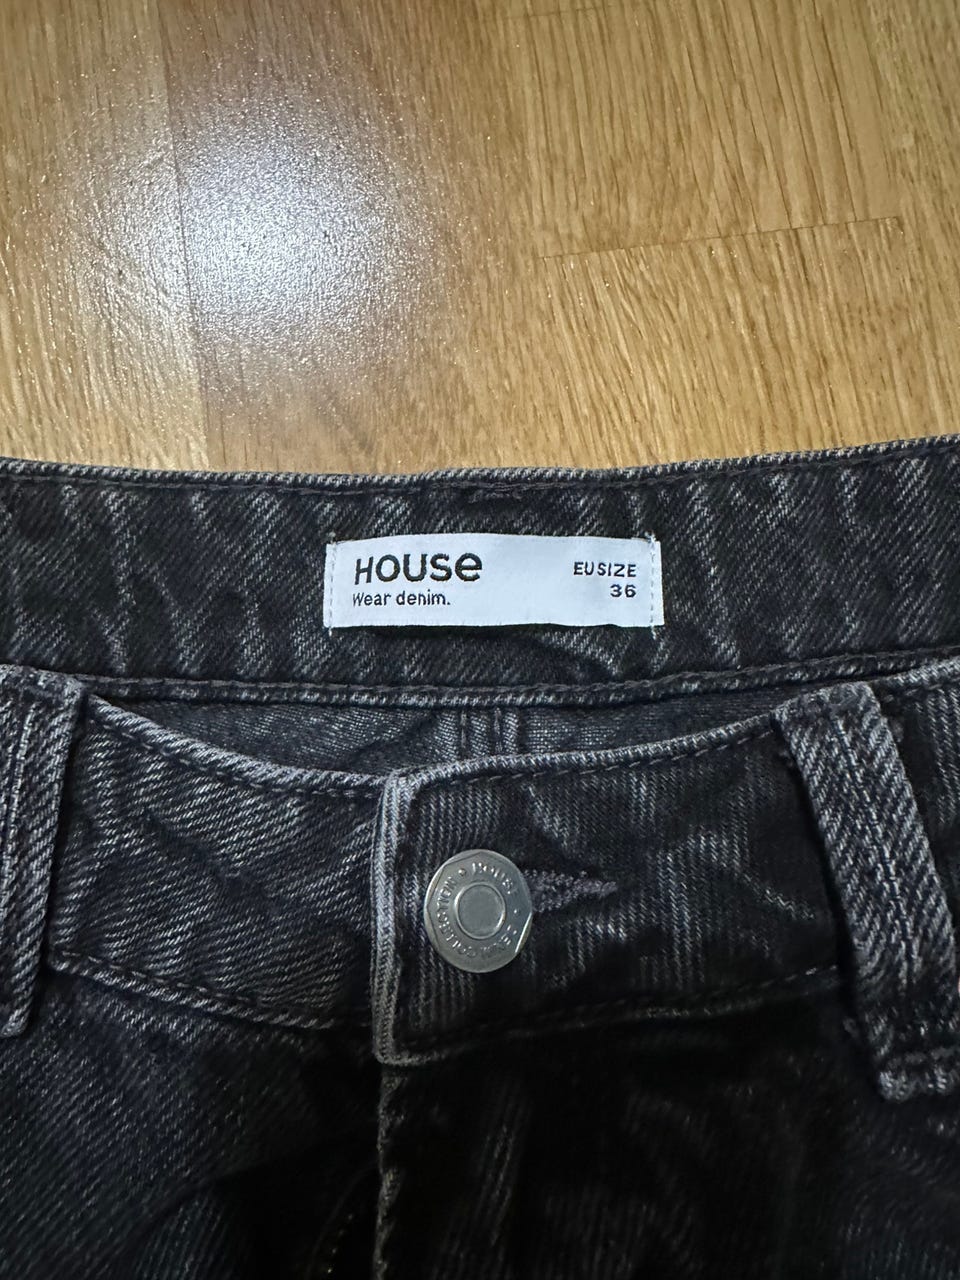 HOUSe
Wear denim.
EU SIZE
36